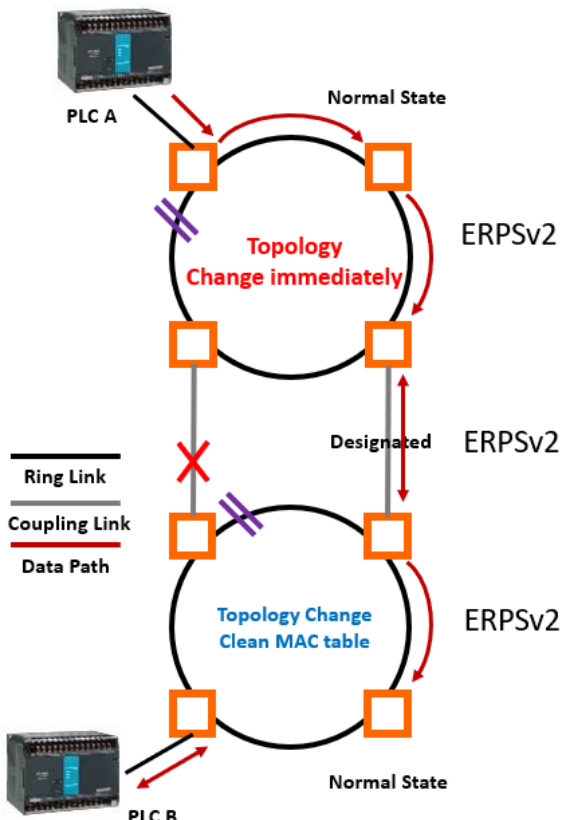 PLC A
Normal State
ERPSv2
Topology
Change immediately
Designated
ERPSv2
Ring Link
Coupling Link
Data Path
Topology Change
Clean MAC table
ERPSv2
Normal State
PLC B